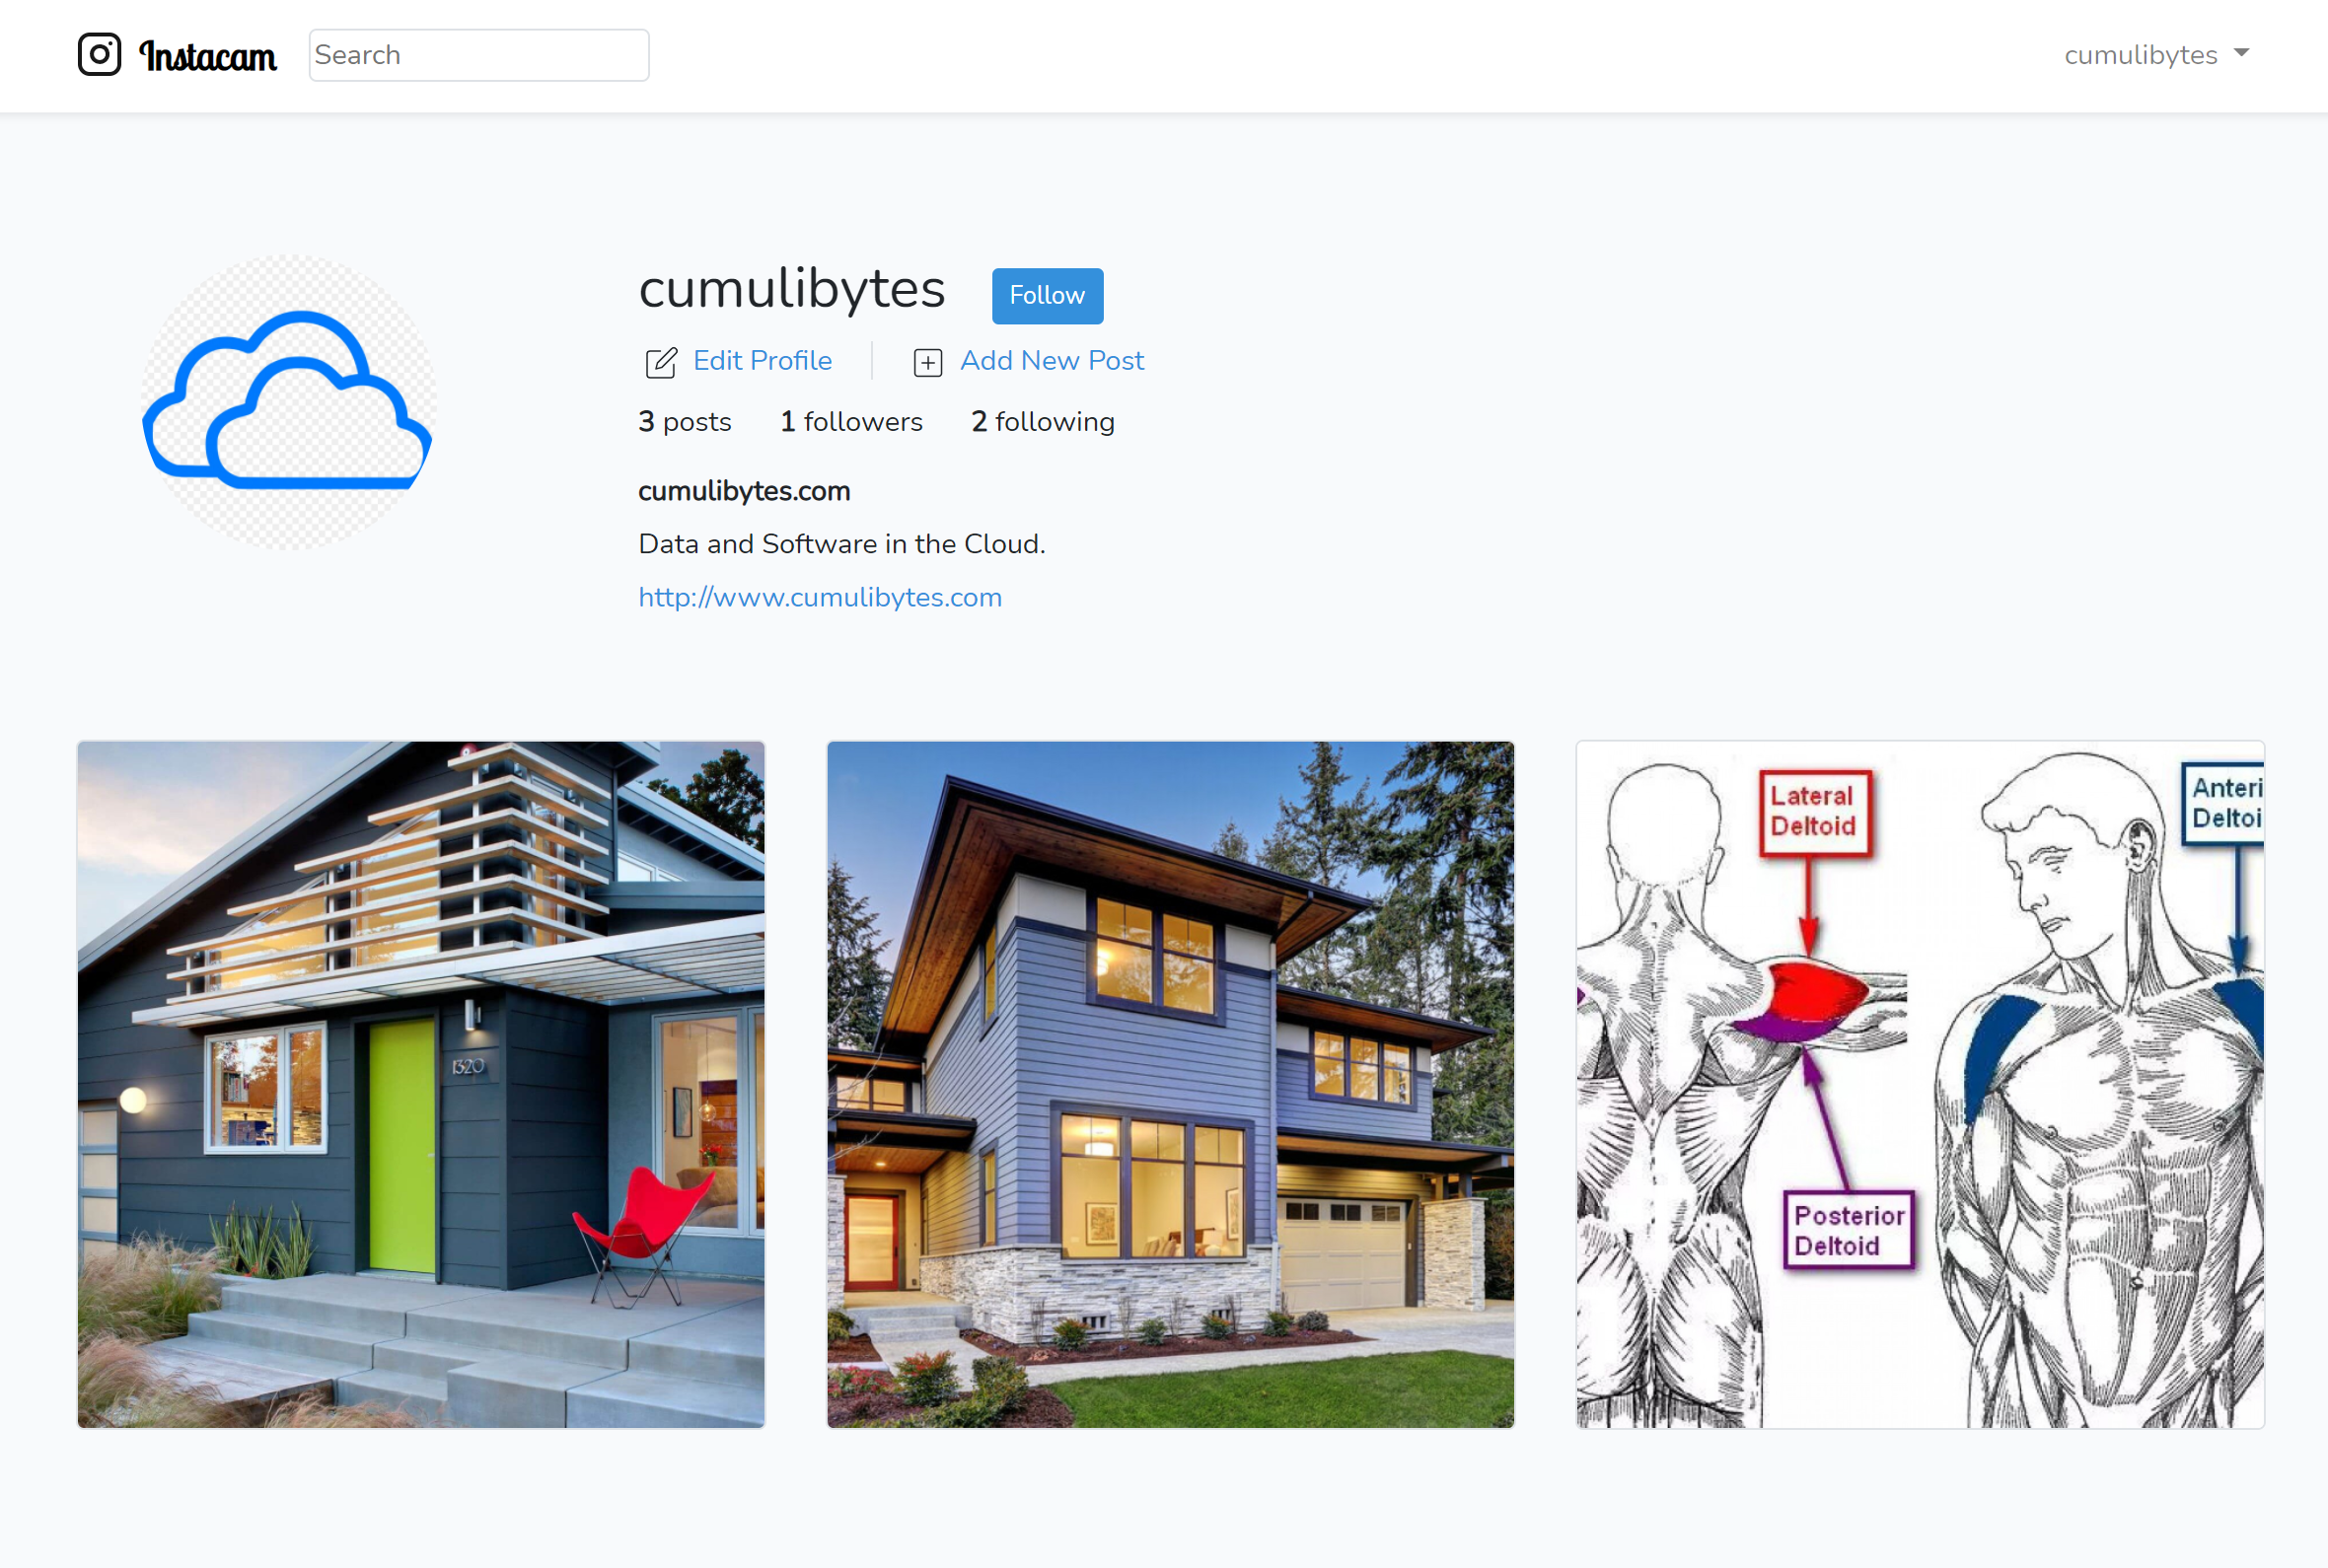 Instacam
Search
cumulibytes
cumulibytes
Follow
Edit Profile
Add New Post
3 posts 1 followers 2 following
cumulibytes.com
Data and Software in the Cloud.
http://www.cumulibytes.com
1320
Lateral
Deltoid
Anteri
Deltoi
Posterior
Deltoid